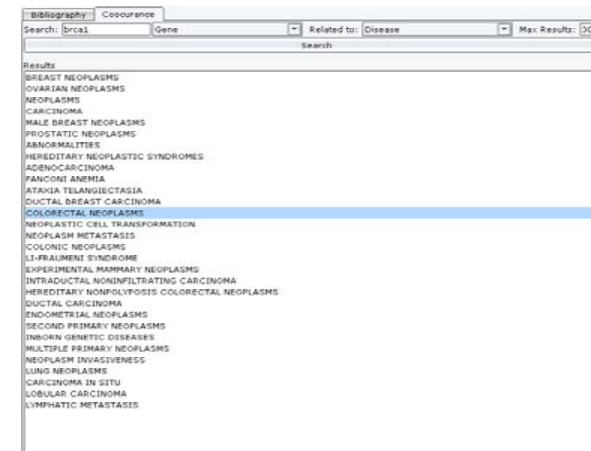 Bibliography Coocurance
Search: brca1 Gene Related to: Disease Max Results: 30
Search
Results
BREAST NEOPLASMS
OVARIAN NEOPLASMS
NEOPLASMS
CARCINOMA
MALE BREAST NEOPLASMS
PROSTATIC NEOPLASMS
ABNORMALITIES
HEREDITARY NEOPLASTIC SYNDROMES
ADENOCARCINOMA
FANCONI ANEMIA
ATAXIA TELANGIECTASIA
DUCTAL BREAST CARCINOMA
COLORECTAL NEOPLASMS
NEOPLASTIC CELL TRANSFORMATION
NEOPLASM METASTASIS
COLONIC NEOPLASMS
LI-FRAUMENI SYNDROME
EXPERIMENTAL MAMMARY NEOPLASMS
INTRADUCTAL NONINFILTRATING CARCINOMA
HEREDITARY NONPOLYPOSIS COLORECTAL NEOPLASMS
DUCTAL CARCINOMA
ENDOMETRIAL NEOPLASMS
SECOND PRIMARY NEOPLASMS
INBORN GENETIC DISEASES
MULTIPLE PRIMARY NEOPLASMS
NEOPLASM INVASIVENESS
LUNG NEOPLASMS
CARCINOMA IN SITU
LOBULAR CARCINOMA
LYMPHATIC METASTASIS